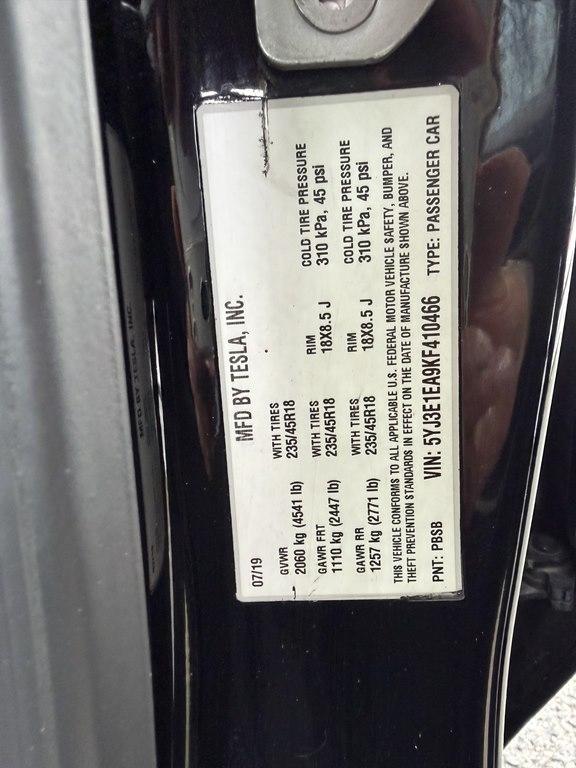 MFD BY TESLA, INC.
07/19
GVWR
2060 kg (4541 lb)
WITH TIRES
235/45R18
GAWR FRT
1110 kg (2447 lb)
WITH TIRES
235/45R18
RIM
18X8.5 J
COLD TIRE PRESSURE
310 kPa, 45 psi
GAWR RR
1257 kg (2771 lb)
WITH TIRES
235/45R18
RIM
18X8.5 J
COLD TIRE PRESSURE
310 kPa, 45 psi
THIS VEHICLE CONFORMS TO ALL APPLICABLE U.S. FEDERAL MOTOR VEHICLE SAFETY, BUMPER, AND
THEFT PREVENTION STANDARDS IN EFFECT ON THE DATE OF MANUFACTURE SHOWN ABOVE.
PNT: PBSB VIN: 5YJ3E1EA9KF410466 TYPE: PASSENGER CAR